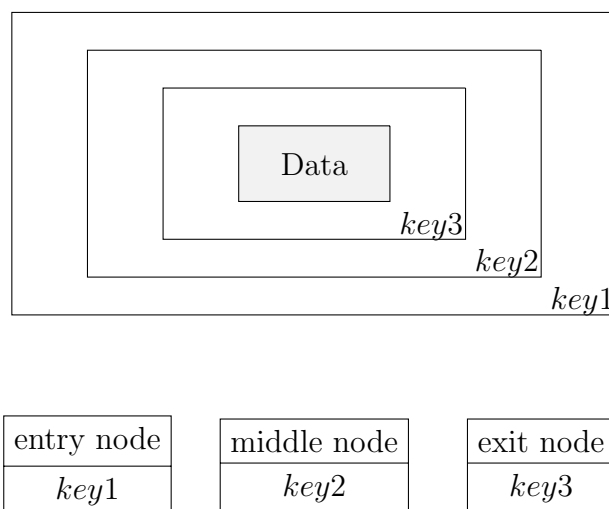 Data
key3
key2
key1
entry node
key1
middle node
key2
exit node
key3